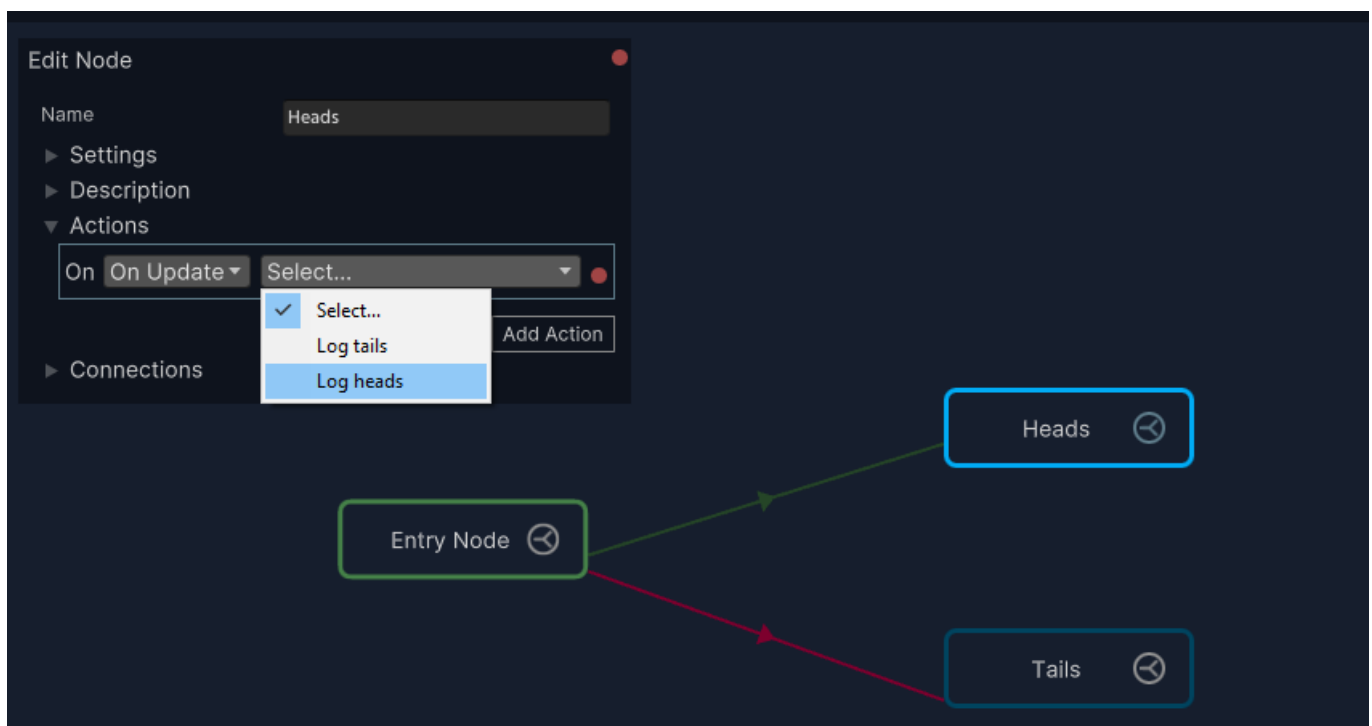 Edit Node
Name Heads
Settings
Description
Actions
On On Update Select...
Select...
Log tails
Log heads
Add Action
Connections
Heads
Entry Node
Tails